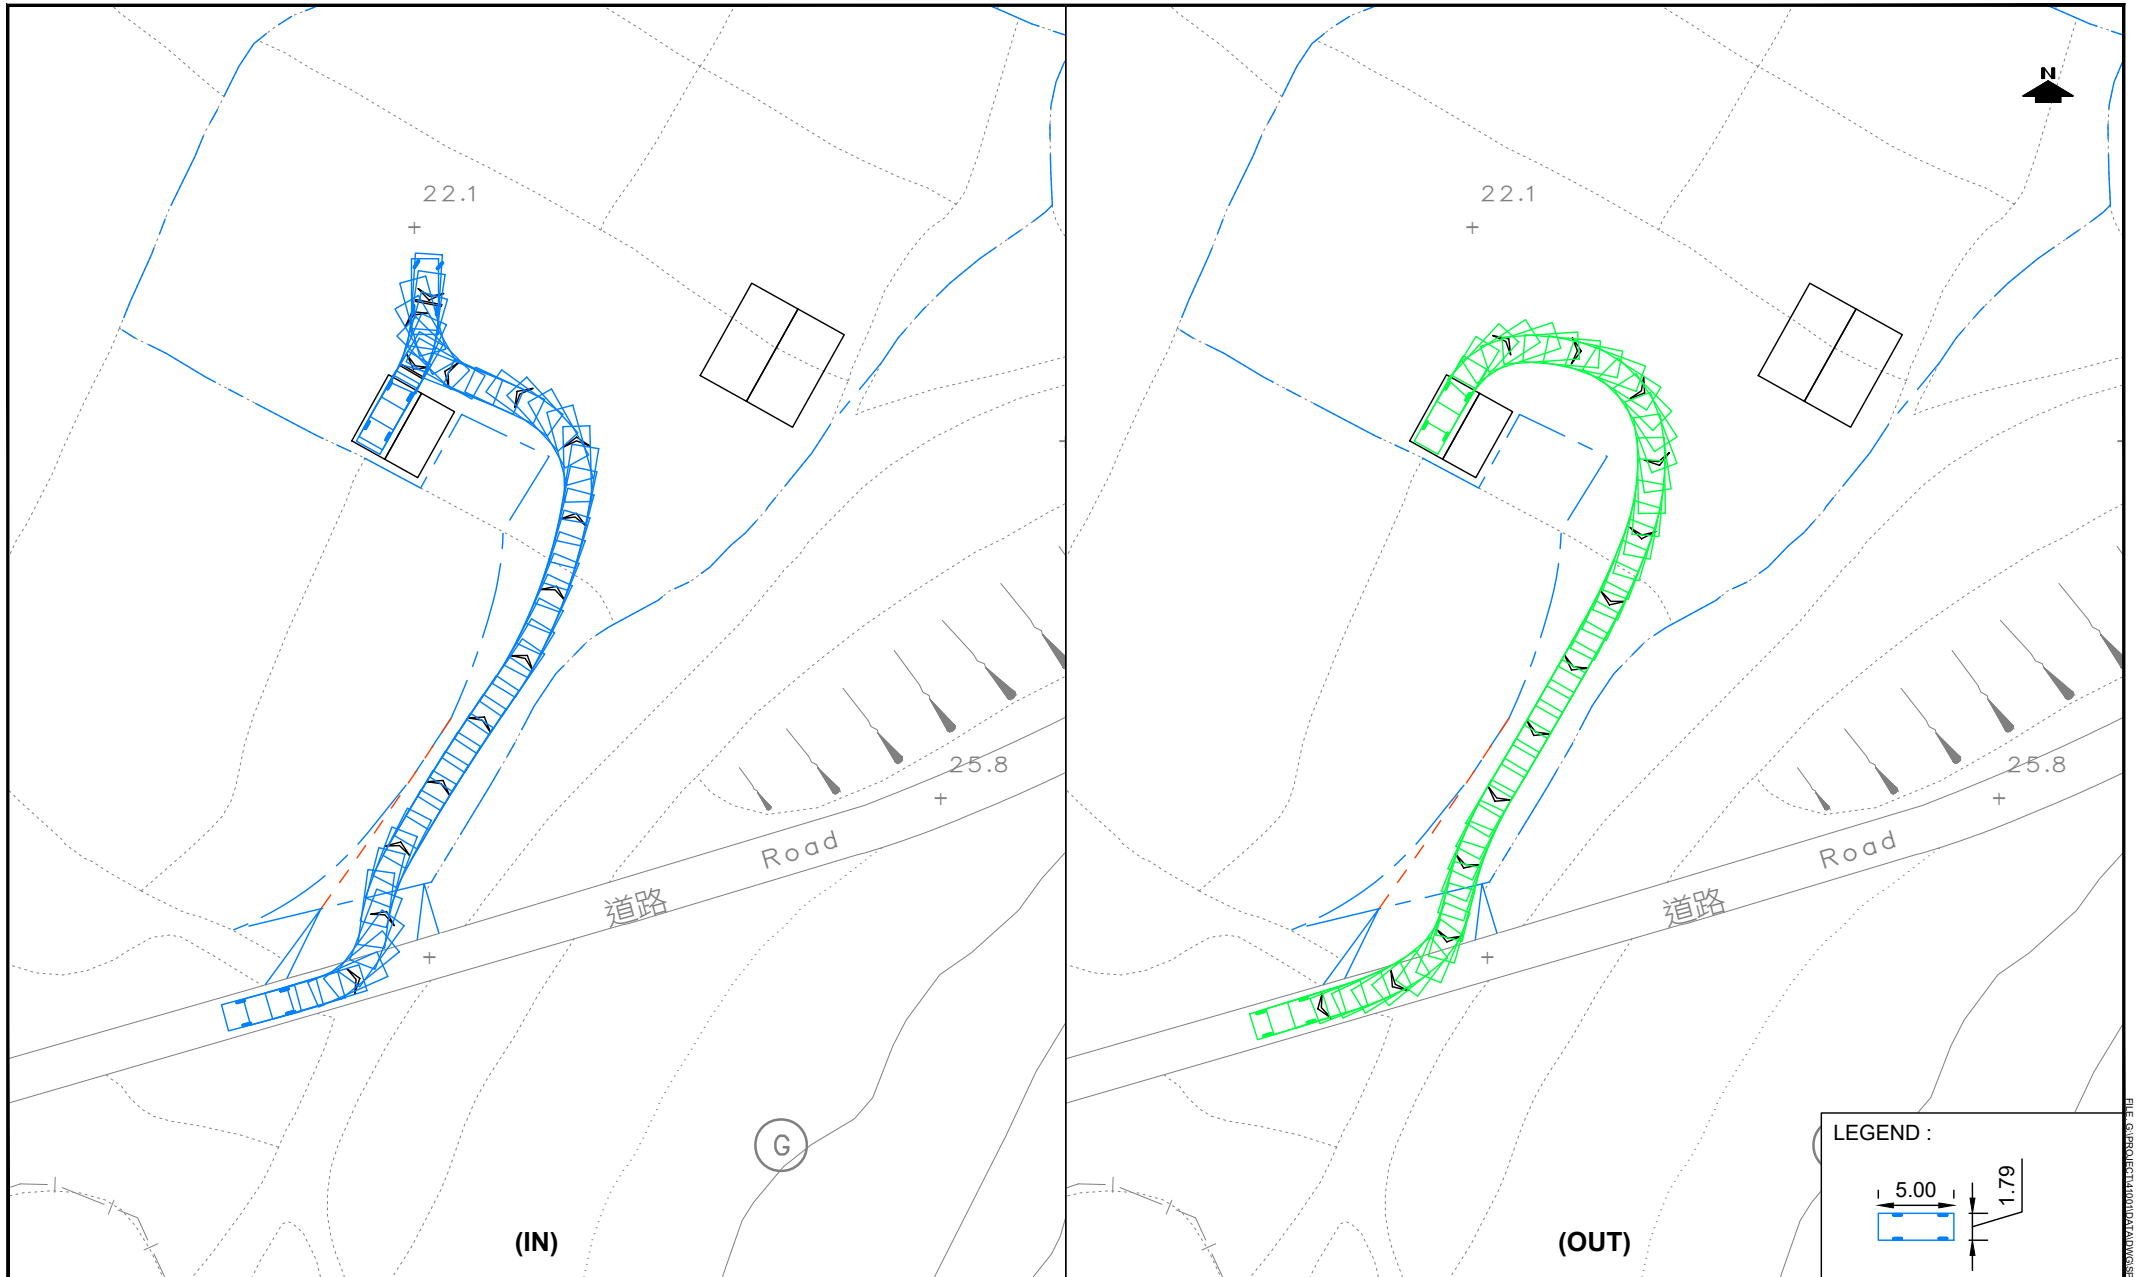 22.1
25.8
Road
道路
G
(IN)
N
22.1
25.8
Road
道路
(OUT)
LEGEND :
5.00
1.79